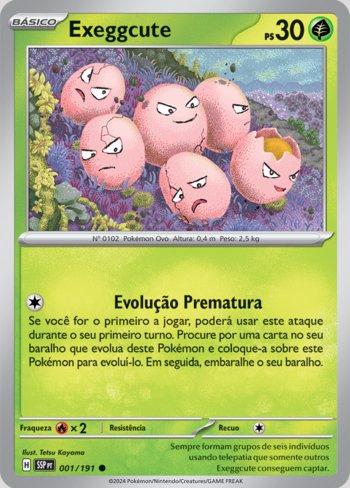 BÁSICO
Exeggcute
PS 30
Nº 0102 Pokémon Ovo Altura: 0,4 m Peso: 2,5 kg
Evolução Prematura
Se você for o primeiro a jogar, poderá usar este ataque
durante o seu primeiro turno. Procure por uma carta no seu
baralho que evolua deste Pokémon e coloque-a sobre este
Pokémon para evoluí-lo. Em seguida, embaralhe o seu baralho.
Fraqueza ×2 Resistência Recuo
Ilust. Tetsu Kayama
H SSP PT 001/191
Sempre formam grupos de seis indivíduos
usando telepatia que somente outros
Exeggcute conseguem captar.
©2024 Pokémon/Nintendo/Creatures/GAME FREAK